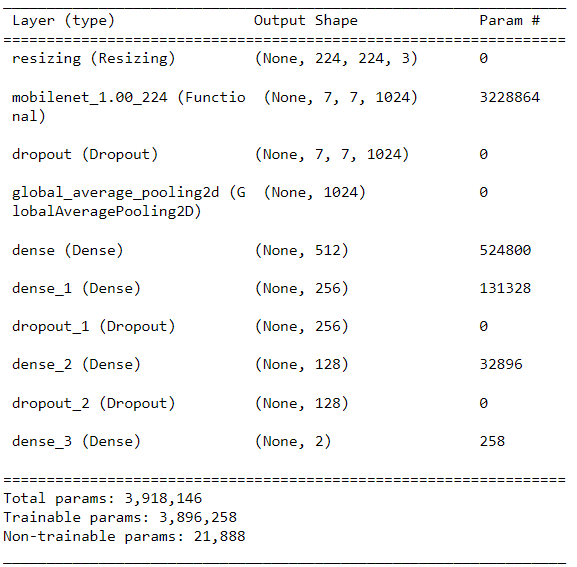 Layer (type) Output Shape Param #
resizing (Resizing) (None, 224, 224, 3) 0
mobilenet_1.00_224 (Functio (None, 7, 7, 1024) 3228864
nal)
dropout (Dropout) (None, 7, 7, 1024) 0
global_average_pooling2d (G (None, 1024) 0
lobalAveragePooling2D)
dense (Dense) (None, 512) 524800
dense_1 (Dense) (None, 256) 131328
dropout_1 (Dropout) (None, 256) 0
dense_2 (Dense) (None, 128) 32896
dropout_2 (Dropout) (None, 128) 0
dense_3 (Dense) (None, 2) 258
Total params: 3,918,146
Trainable params: 3,896,258
Non-trainable params: 21,888